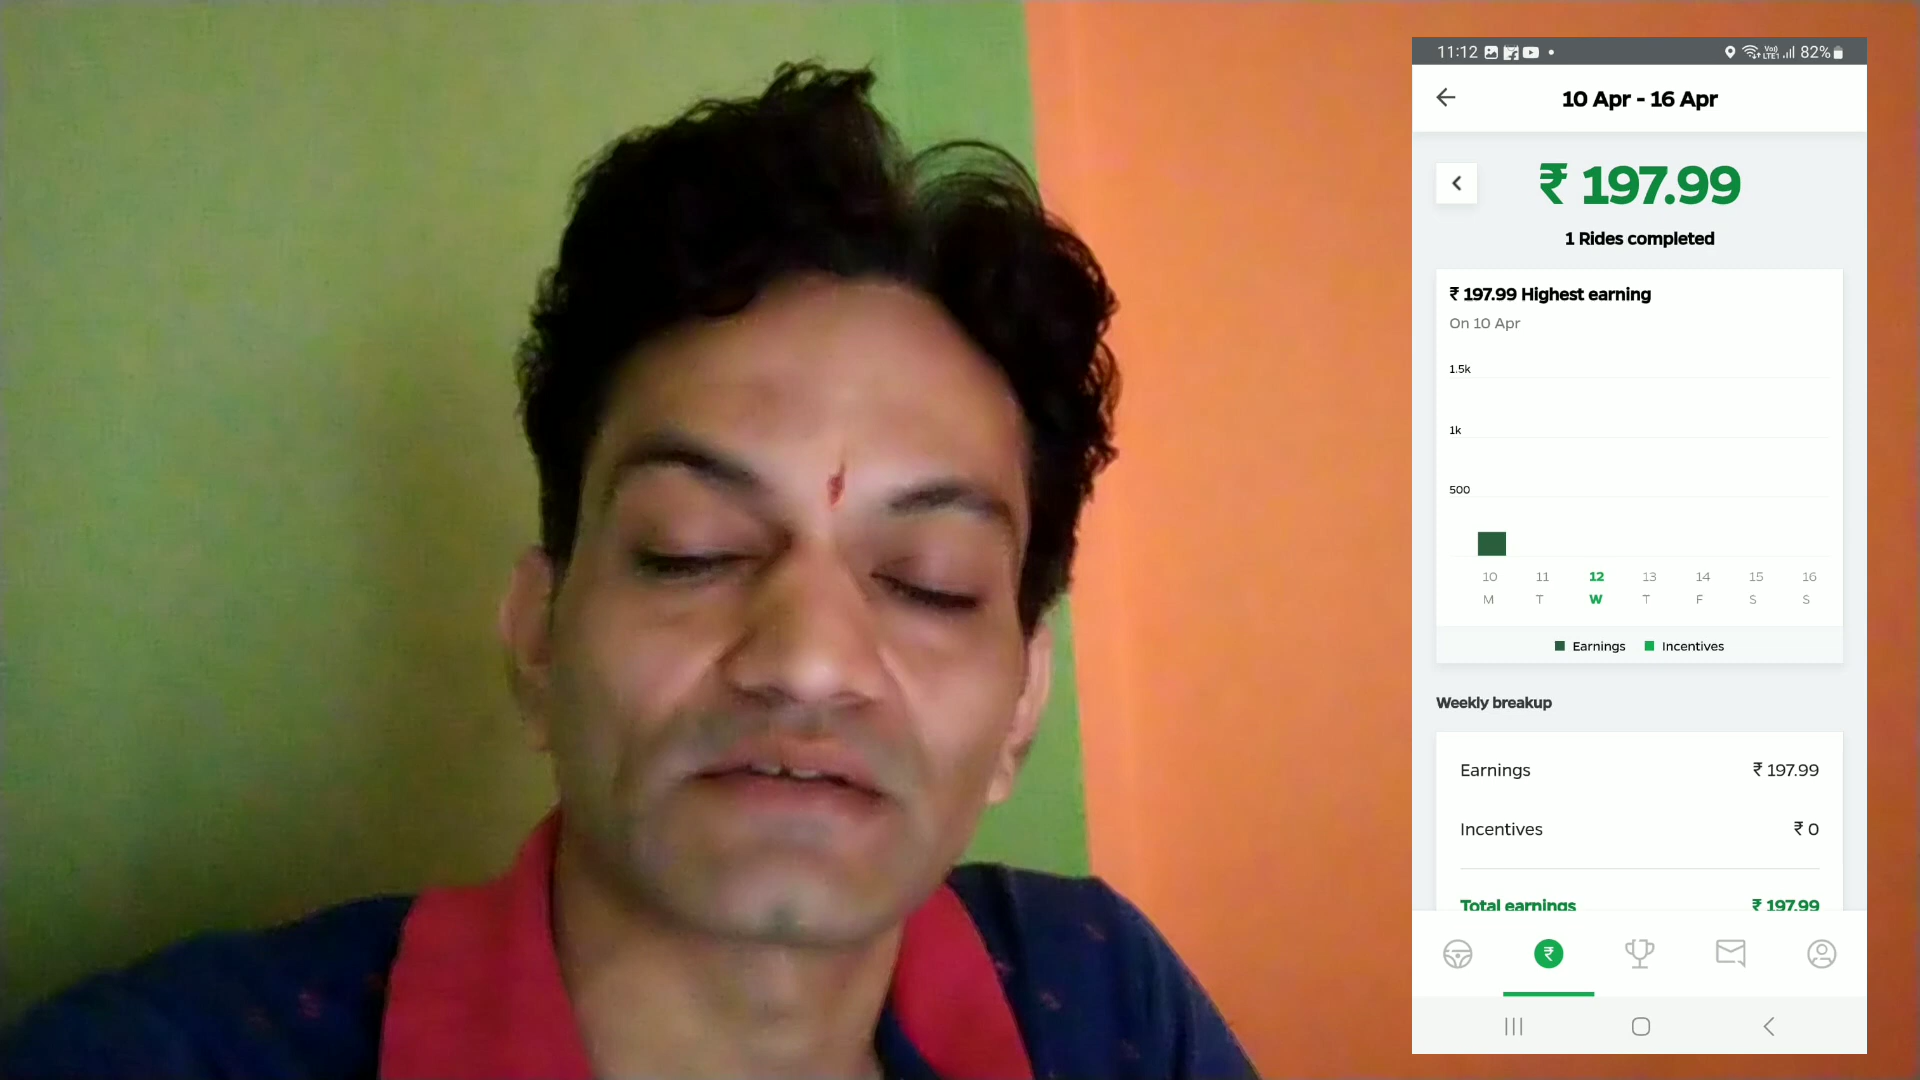 11:12 82%
10 Apr - 16 Apr
₹ 197.99
1 Rides completed
₹ 197.99 Highest earning
On 10 Apr
1.5k
1k
500
10 11 12 13 14 15 16
M T W T F S S
Earnings Incentives
Weekly breakup
Earnings ₹ 197.99
Incentives ₹ 0
Total earnings ₹ 197.99